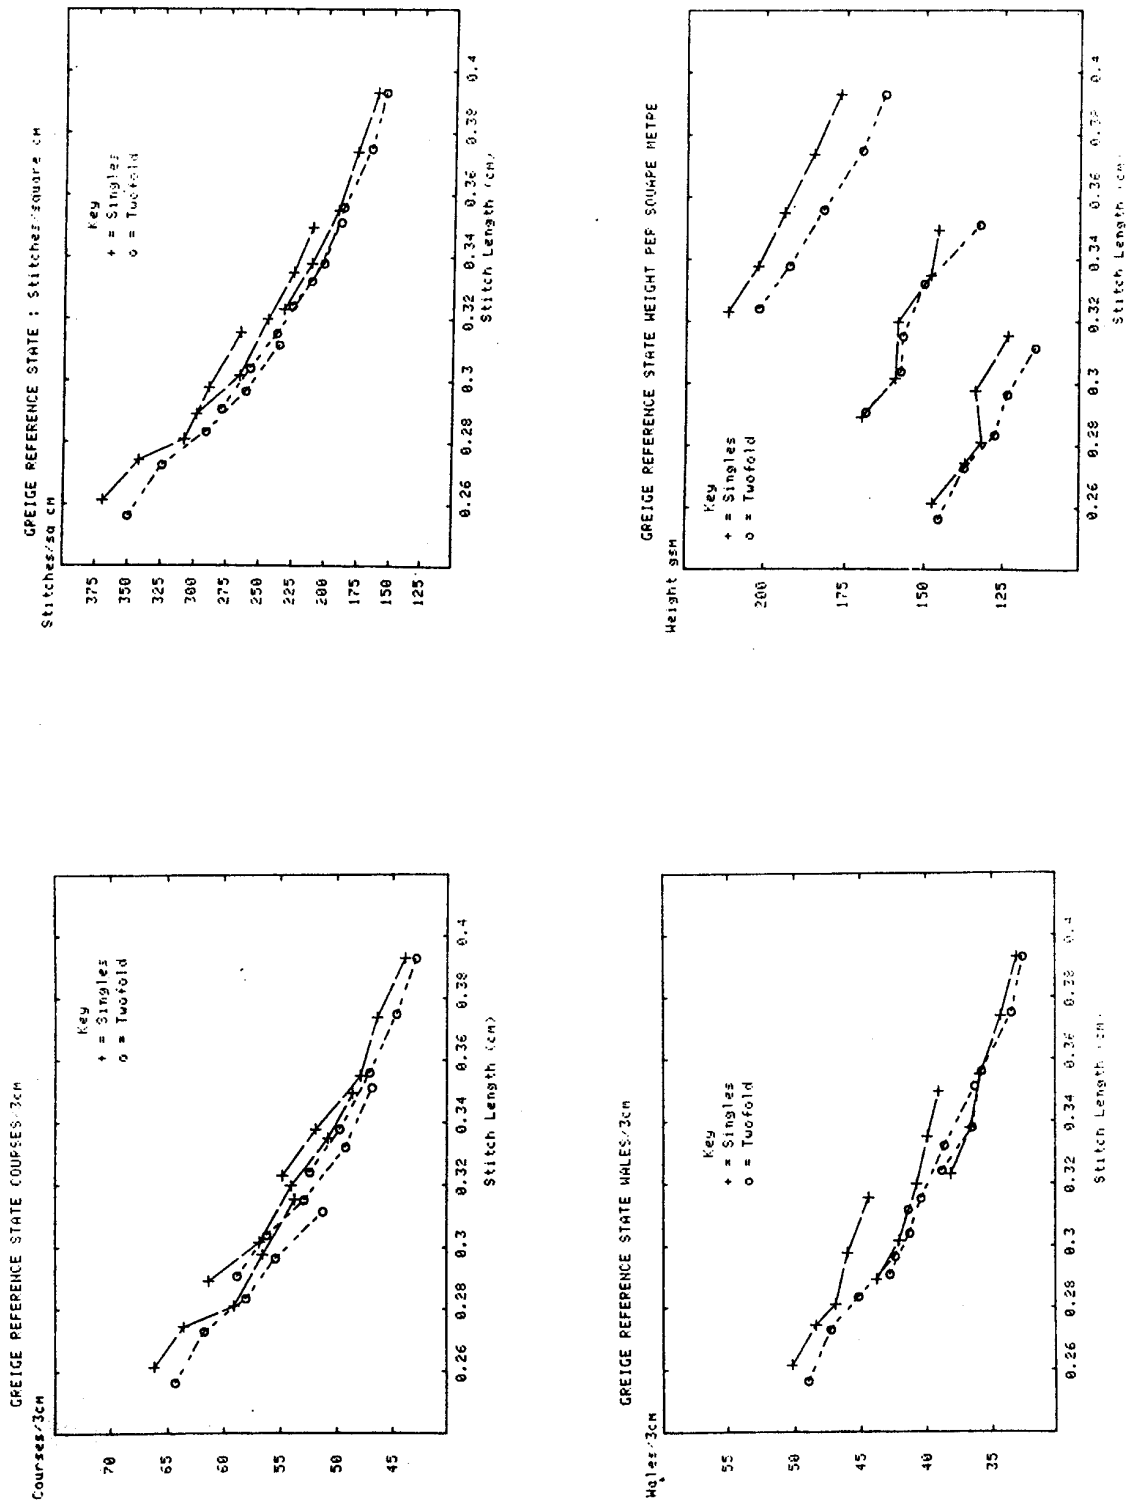 GREIGE REFERENCE STATE COURSES/3cm
Courses/3cm
Key
+ = Singles
o = Twofold
70
65
60
55
50
45
0.26
0.28
0.3
0.32
0.34
0.36
0.38
0.4
Stitch Length (cm)
GREIGE REFERENCE STATE : Stitches/square cm
Stitches/sq cm
Key
+ = Singles
o = Twofold
375
350
325
300
275
250
225
200
175
150
125
0.26
0.28
0.3
0.32
0.34
0.36
0.38
0.4
Stitch Length (cm)
GREIGE REFERENCE STATE WALES/3cm
Wales/3cm
Key
+ = Singles
o = Twofold
55
50
45
40
35
0.26
0.28
0.3
0.32
0.34
0.36
0.38
0.4
Stitch Length (cm)
GREIGE REFERENCE STATE WEIGHT PER SQUARE METRE
Weight gsm
Key
+ = Singles
o = Twofold
200
175
150
125
0.26
0.28
0.3
0.32
0.34
0.36
0.38
0.4
Stitch Length (cm)